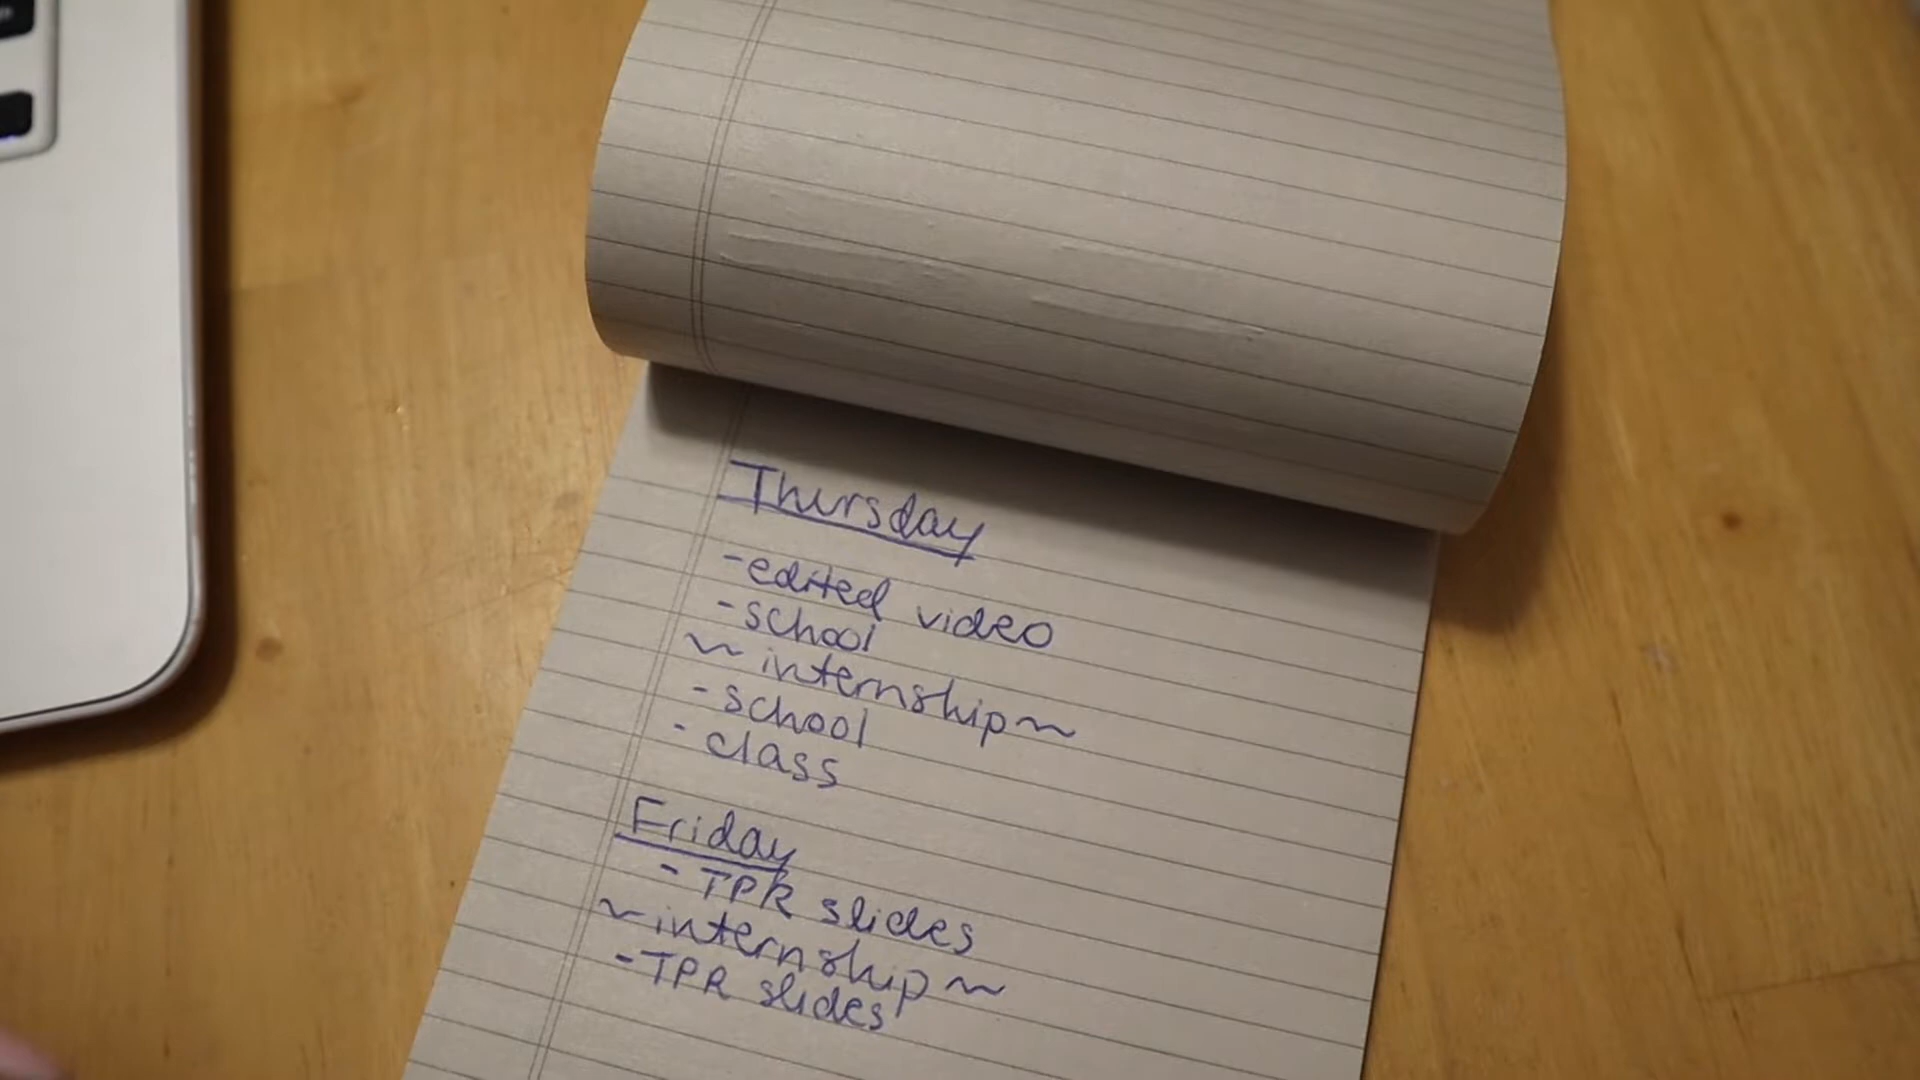 Thursday
- edited video
- school
~ internship ~
- school
- class
Friday
- TPR slides
~ internship ~
- TPR slides